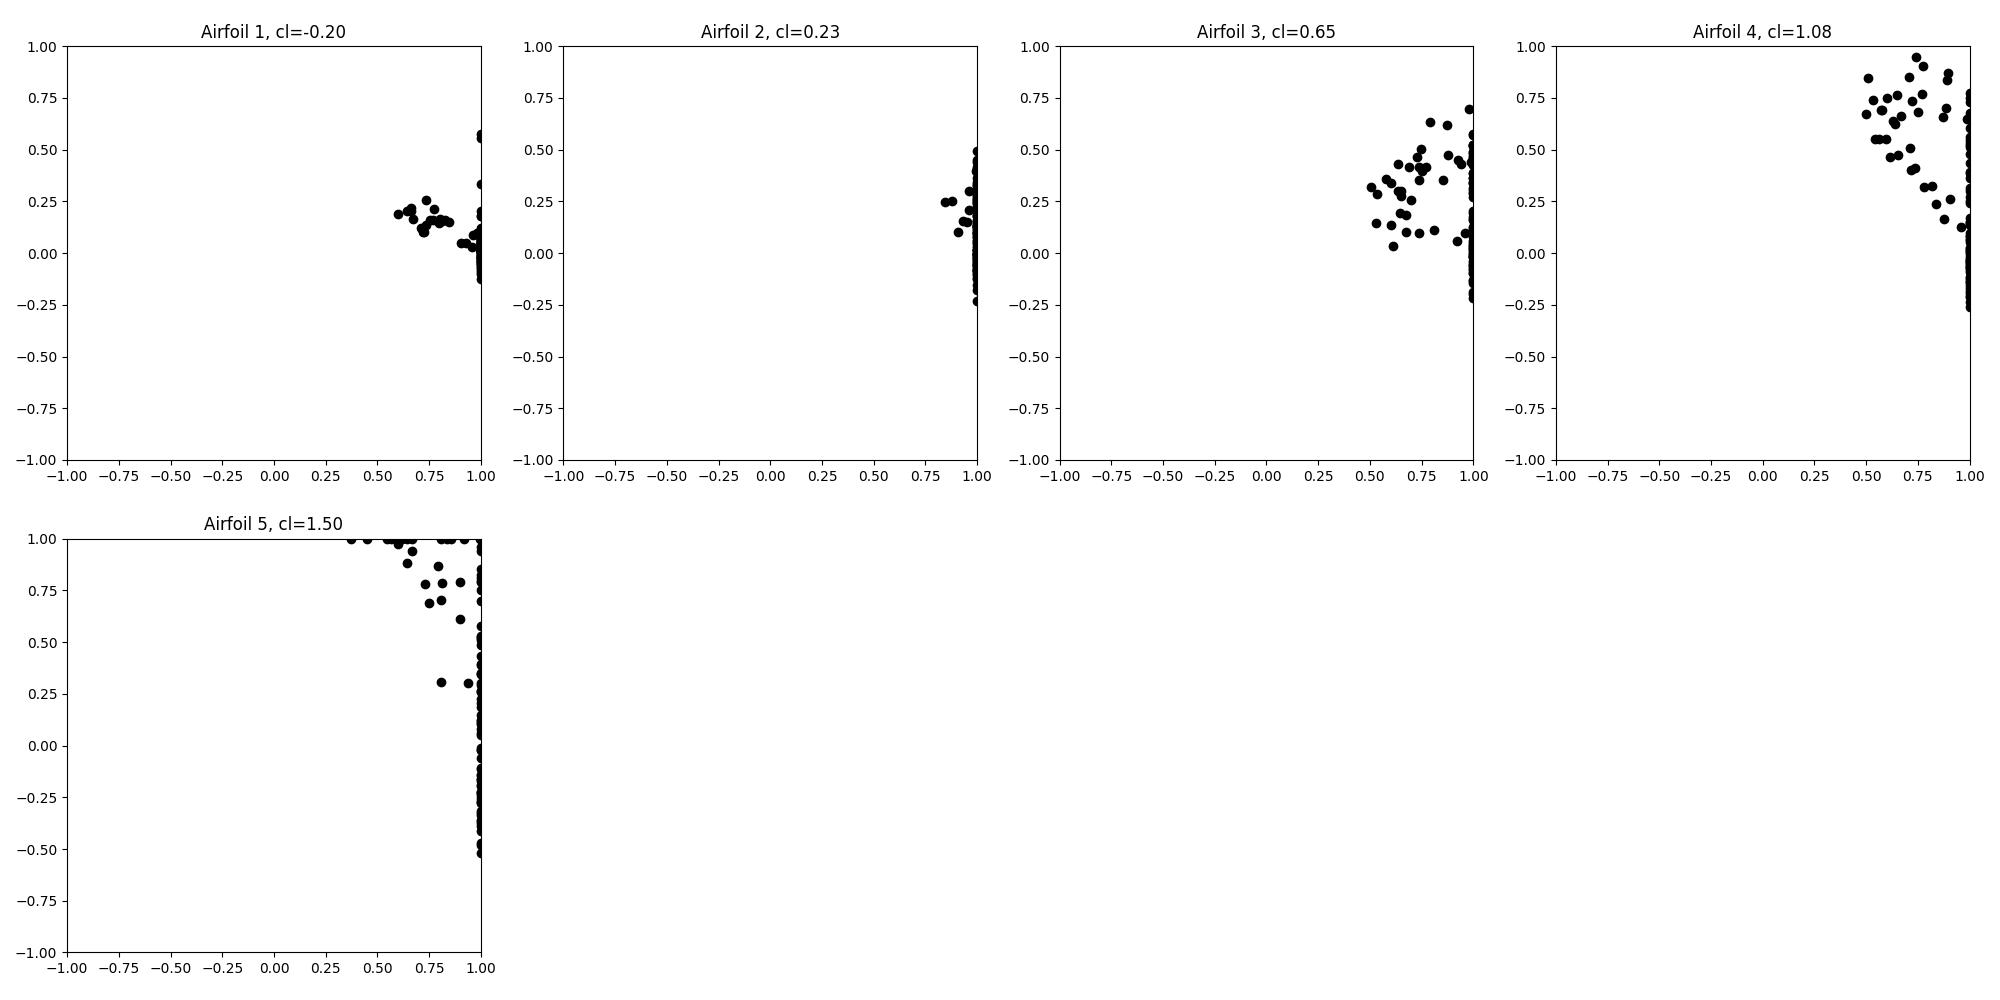 Airfoil 1, cl=-0.20
Airfoil 2, cl=0.23
Airfoil 3, cl=0.65
Airfoil 4, cl=1.08
1.00 1.00 1.00 1.00
0.75 0.75 0.75 0.75
0.50 0.50 0.50 0.50
0.25 0.25 0.25 0.25
0.00 0.00 0.00 0.00
−0.25 −0.25 −0.25 −0.25
−0.50 −0.50 −0.50 −0.50
−0.75 −0.75 −0.75 −0.75
−1.00 −1.00 −1.00 −1.00
−1.00 −0.75 −0.50 −0.25 0.00 0.25 0.50 0.75 1.00
−1.00 −0.75 −0.50 −0.25 0.00 0.25 0.50 0.75 1.00
−1.00 −0.75 −0.50 −0.25 0.00 0.25 0.50 0.75 1.00
−1.00 −0.75 −0.50 −0.25 0.00 0.25 0.50 0.75 1.00
Airfoil 5, cl=1.50
1.00
0.75
0.50
0.25
0.00
−0.25
−0.50
−0.75
−1.00
−1.00 −0.75 −0.50 −0.25 0.00 0.25 0.50 0.75 1.00